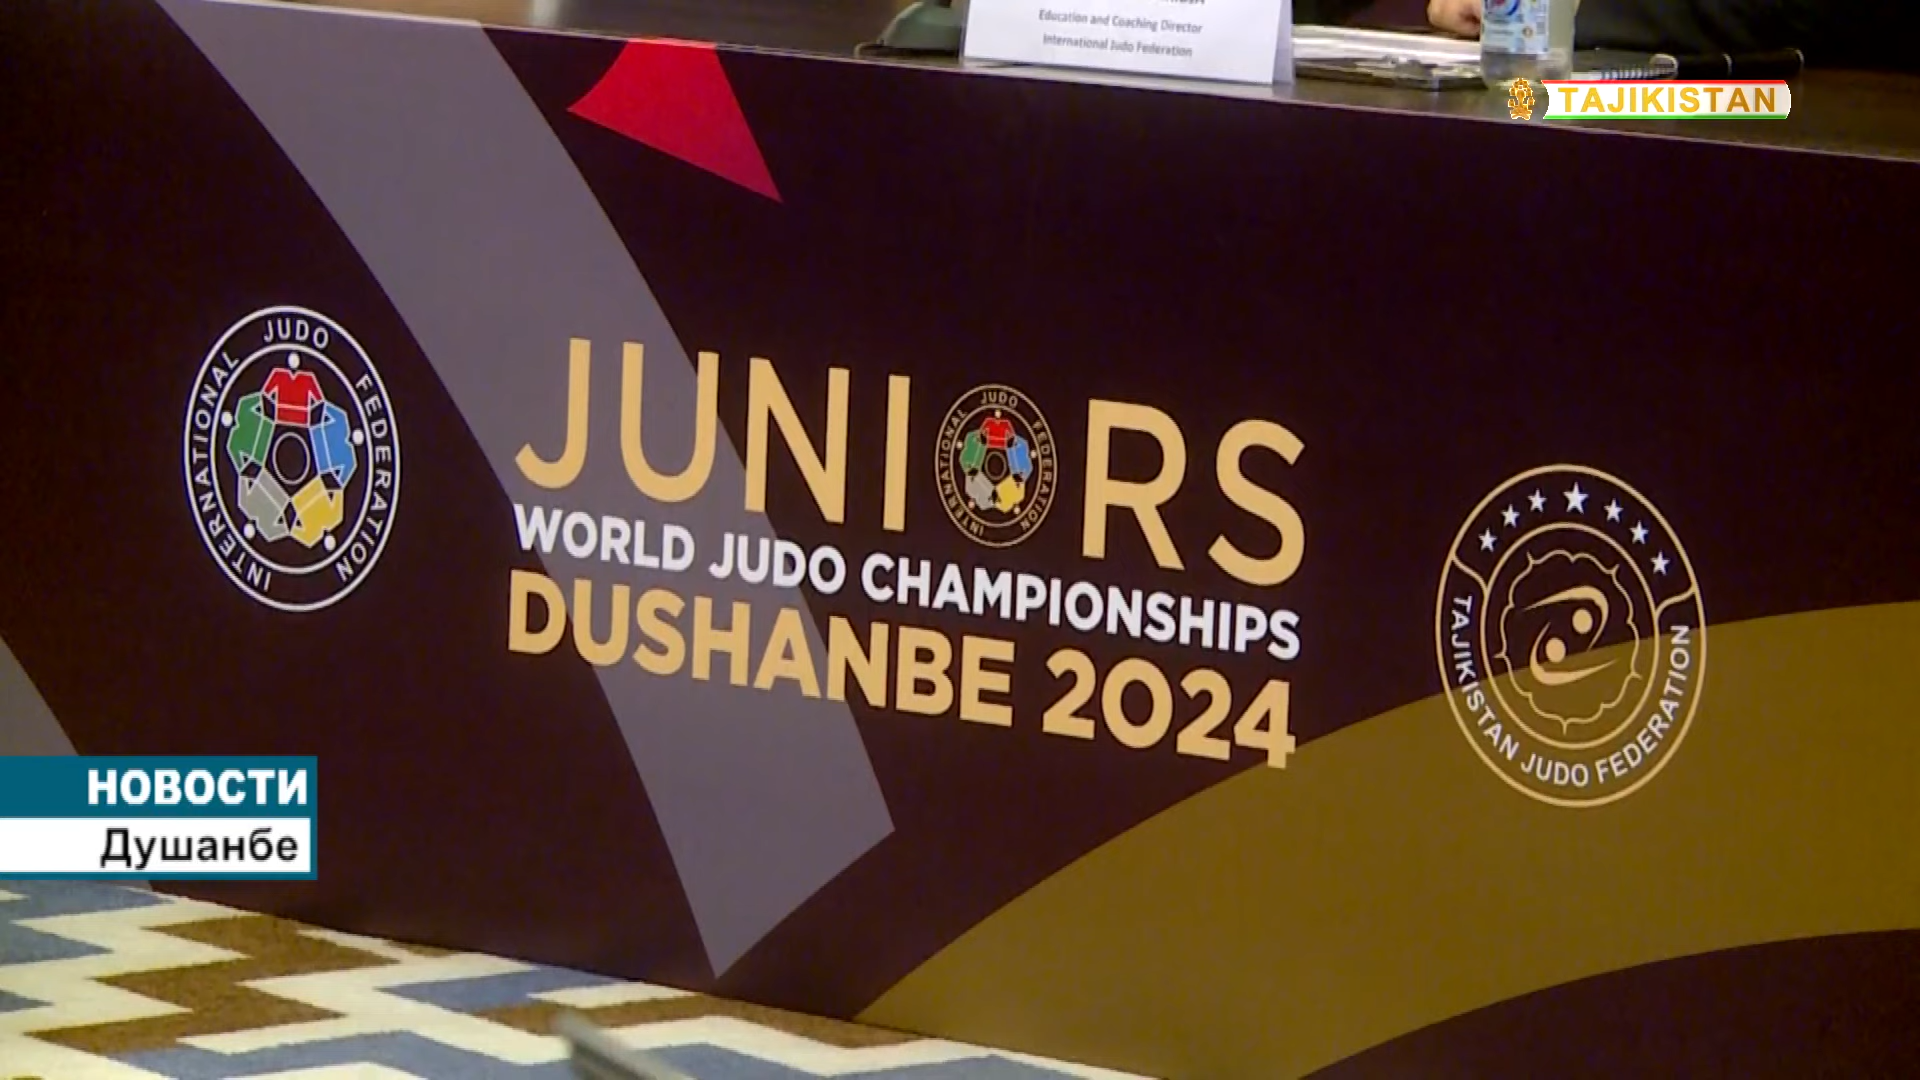 Education and Coaching Director
International Judo Federation
TAJIKISTAN
INTERNATIONAL JUDO FEDERATION
JUNIORS
INTERNATIONAL JUDO FEDERATION
WORLD JUDO CHAMPIONSHIPS
DUSHANBE 2024
TAJIKISTAN JUDO FEDERATION
НОВОСТИ
Душанбе